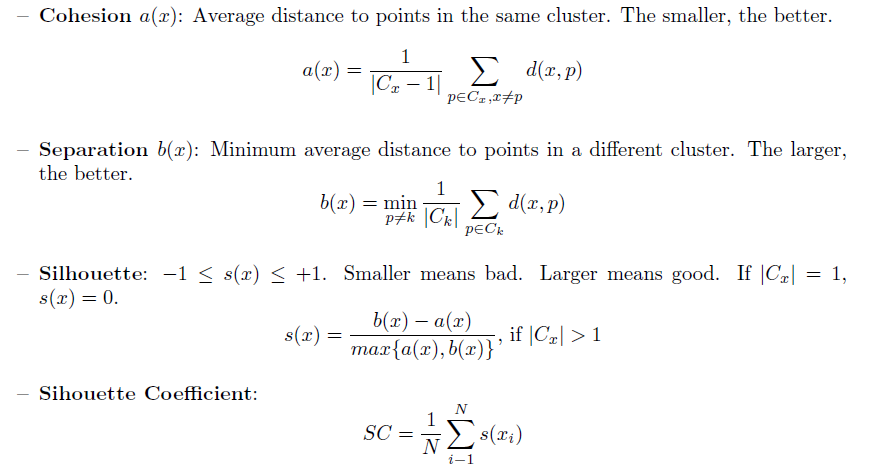 – Cohesion a(x): Average distance to points in the same cluster. The smaller, the better.
a(x) = \frac{1}{|C_x - 1|} \sum_{p \in C_x, x \neq p} d(x, p)
– Separation b(x): Minimum average distance to points in a different cluster. The larger,
the better.
b(x) = \min_{p \neq k} \frac{1}{|C_k|} \sum_{p \in C_k} d(x, p)
– Silhouette: −1 ≤ s(x) ≤ +1. Smaller means bad. Larger means good. If |C_x| = 1,
s(x) = 0.
s(x) = \frac{b(x) - a(x)}{max\{a(x), b(x)\}}, if |C_x| > 1
– Sihouette Coefficient:
SC = \frac{1}{N} \sum_{i-1}^{N} s(x_i)